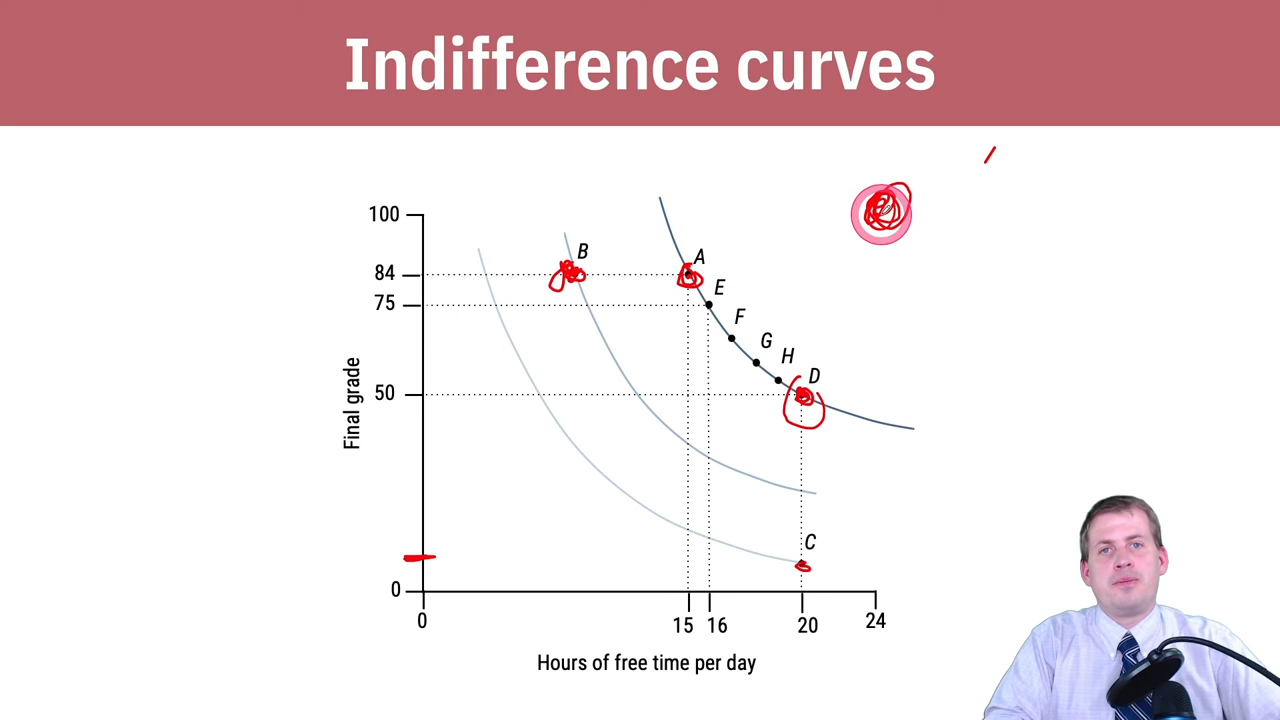 Indifference curves
100
84
75
50
0
Final grade
B
A
E
F
G
H
D
C
0
15
16
20
24
Hours of free time per day